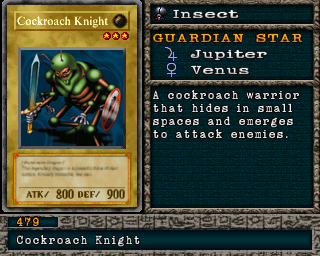 Cockroach Knight
Insect
GUARDIAN STAR
Jupiter
Venus
A cockroach warrior
that hides in small
spaces and emerges
to attack enemies.
ATK/ 800 DEF/ 900
479
Cockroach Knight